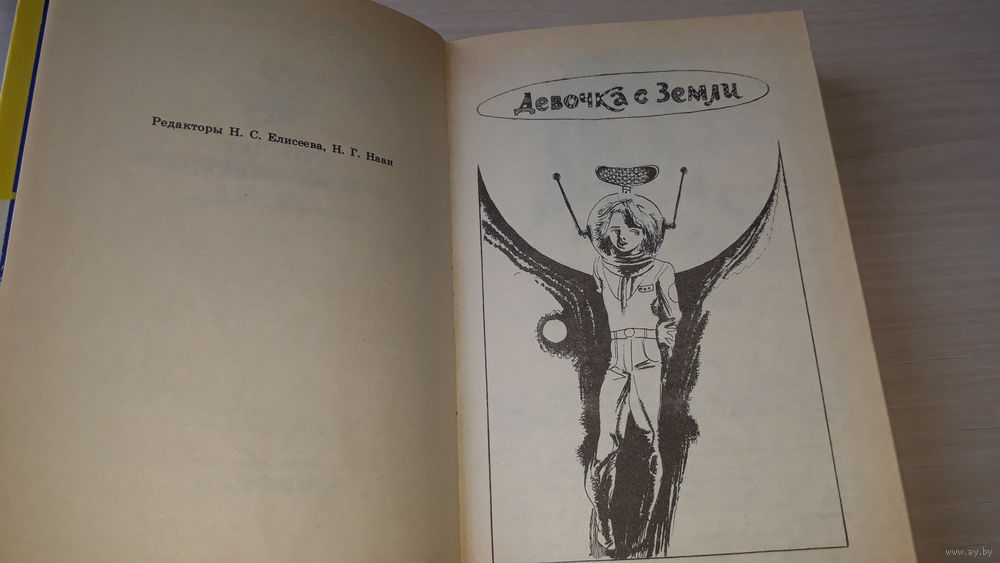 Редакторы Н. С. Елисеева, Н. Г. Наан
Девочка с Земли
www.ay.by